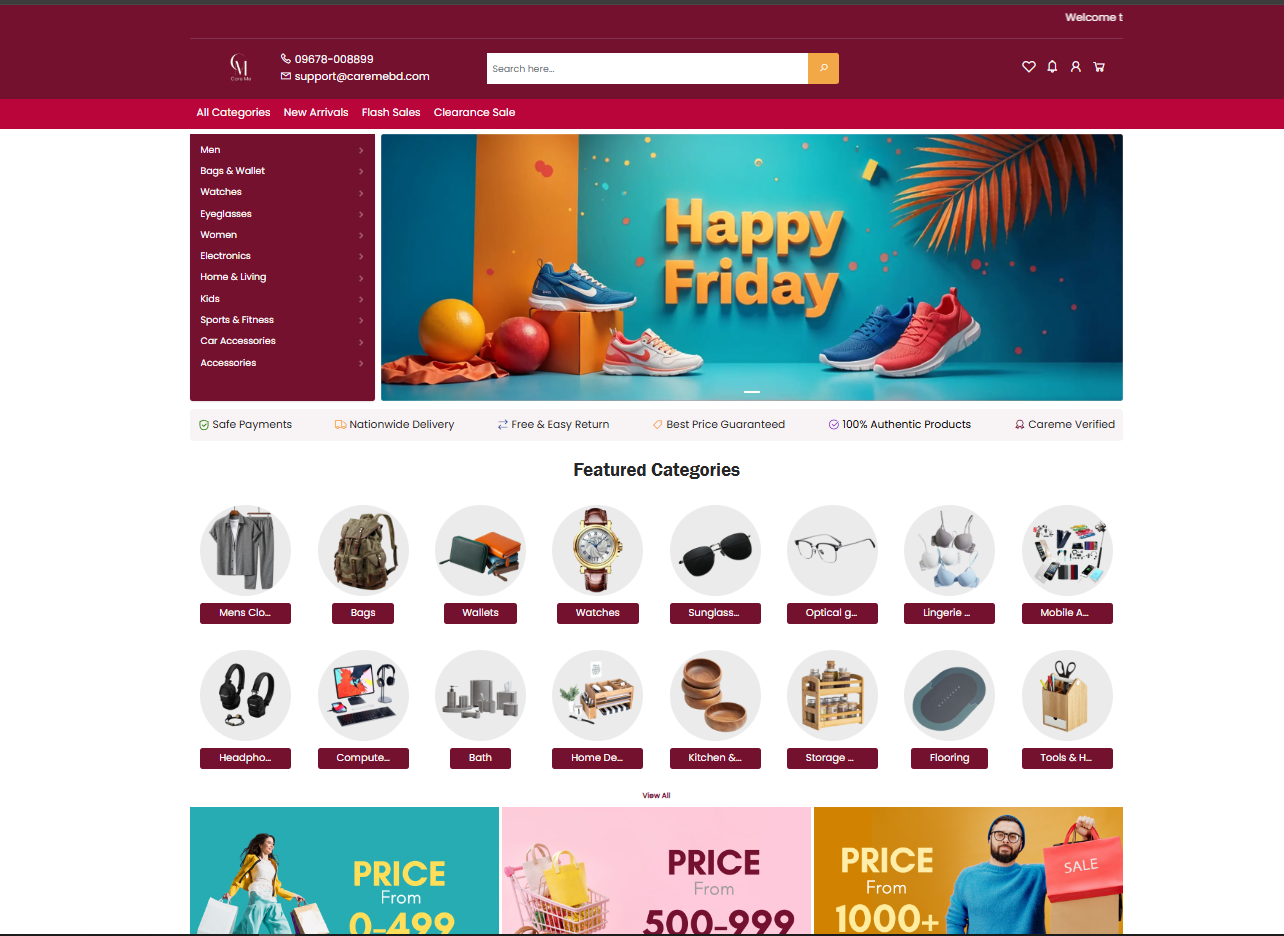 Welcome t
09678-008899
support@caremebd.com
Care Me
Search here...
All Categories New Arrivals Flash Sales Clearance Sale
Men
Bags & Wallet
Watches
Eyeglasses
Women
Electronics
Home & Living
Kids
Sports & Fitness
Car Accessories
Accessories
Happy
Friday
Safe Payments Nationwide Delivery Free & Easy Return Best Price Guaranteed 100% Authentic Products Careme Verified
Featured Categories
Mens Clo... Bags Wallets Watches Sunglass... Optical g... Lingerie ... Mobile A...
Headpho... Compute... Bath Home De... Kitchen &... Storage ... Flooring Tools & H...
View All
PRICE
From
0-499
PRICE
From
500-999
PRICE
From
1000+
SALE